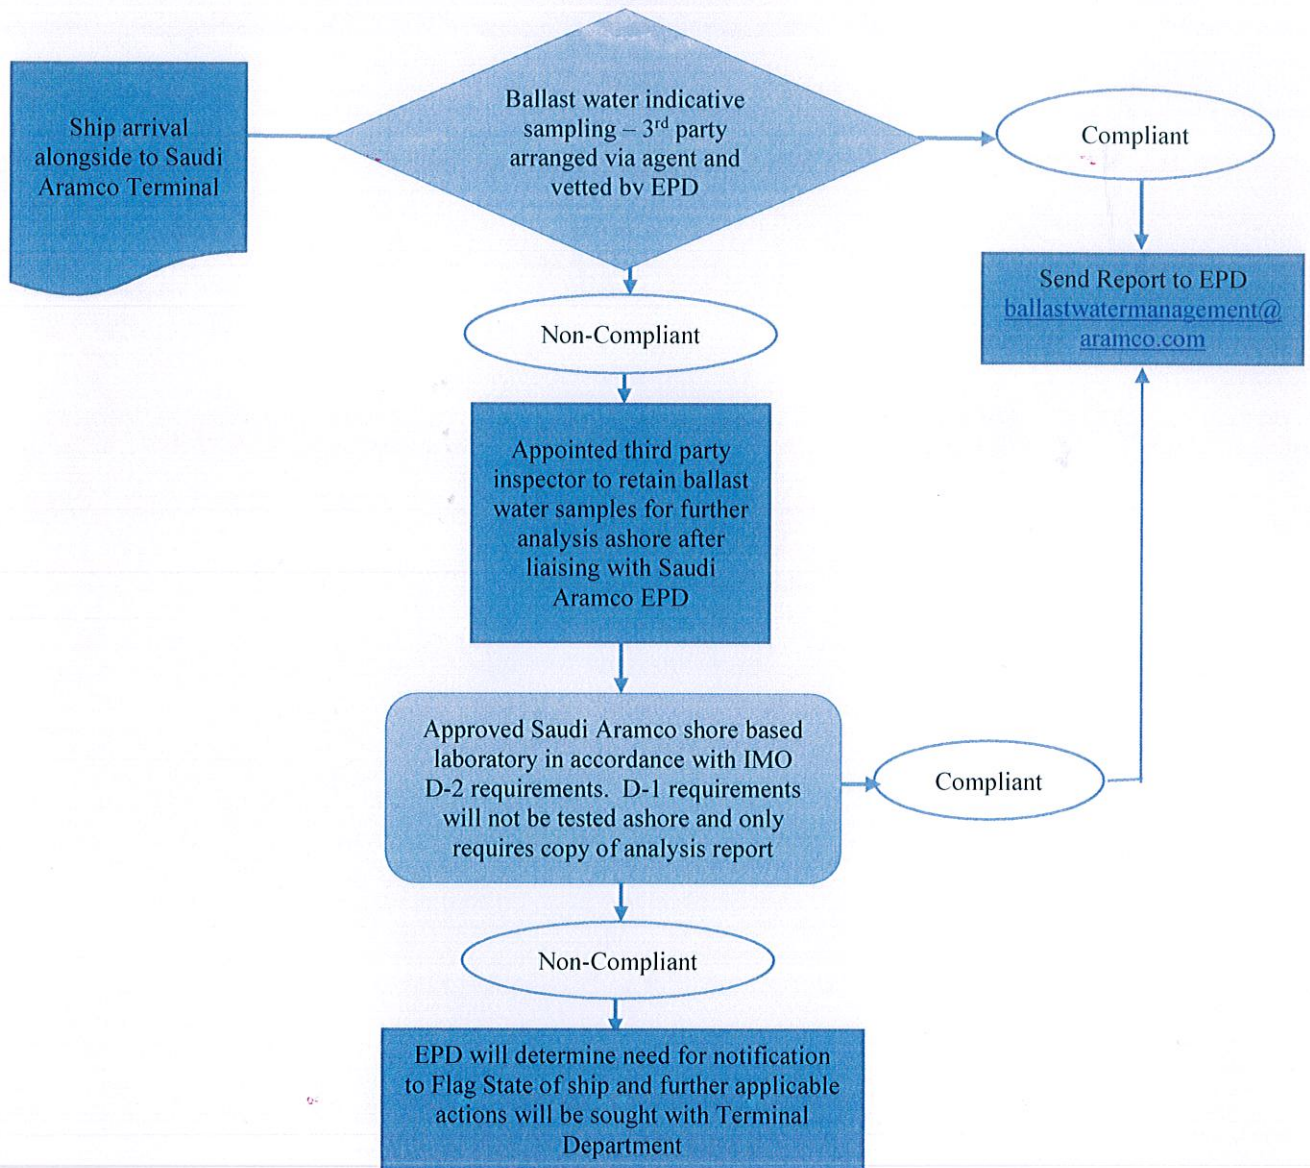 Ship arrival
alongside to Saudi
Aramco Terminal
Ballast water indicative
sampling – 3rd party
arranged via agent and
vetted by EPD
Compliant
Send Report to EPD
ballastwatermanagement@
aramco.com
Non-Compliant
Appointed third party
inspector to retain ballast
water samples for further
analysis ashore after
liaising with Saudi
Aramco EPD
Approved Saudi Aramco shore based
laboratory in accordance with IMO
D-2 requirements.  D-1 requirements
will not be tested ashore and only
requires copy of analysis report
Compliant
Non-Compliant
EPD will determine need for notification
to Flag State of ship and further applicable
actions will be sought with Terminal
Department